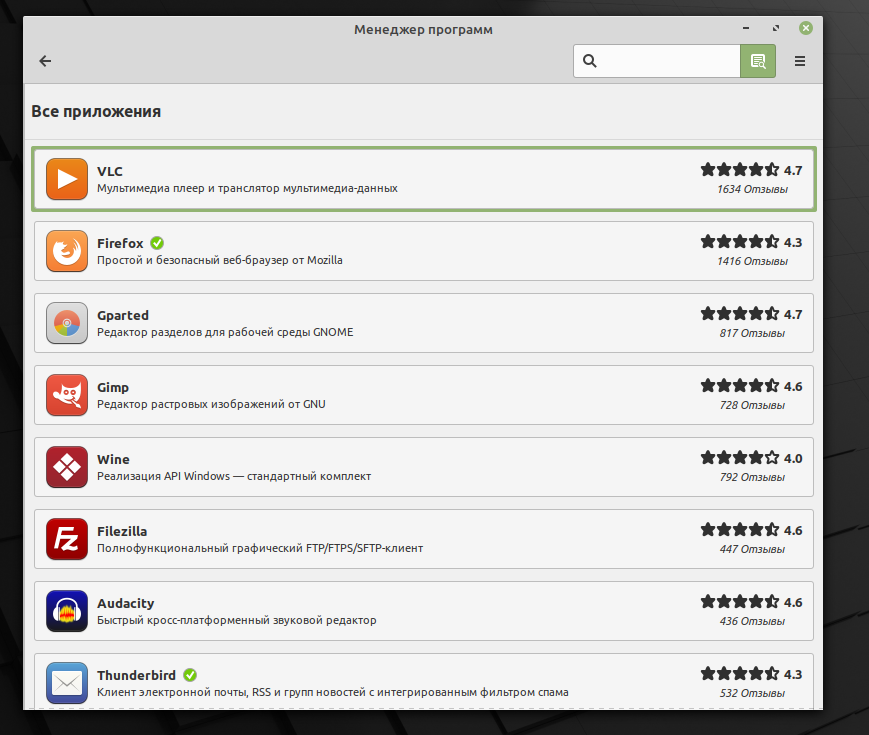 Менеджер программ
Все приложения
VLC
Мультимедиа плеер и транслятор мультимедиа-данных
4.7
1634 Отзывы
Firefox
Простой и безопасный веб-браузер от Mozilla
4.3
1416 Отзывы
Gparted
Редактор разделов для рабочей среды GNOME
4.7
817 Отзывы
Gimp
Редактор растровых изображений от GNU
4.6
728 Отзывы
Wine
Реализация API Windows — стандартный комплект
4.0
792 Отзывы
Fz
Filezilla
Полнофункциональный графический FTP/FTPS/SFTP-клиент
4.6
447 Отзывы
Audacity
Быстрый кросс-платформенный звуковой редактор
4.6
436 Отзывы
Thunderbird
Клиент электронной почты, RSS и групп новостей с интегрированным фильтром спама
4.3
532 Отзывы